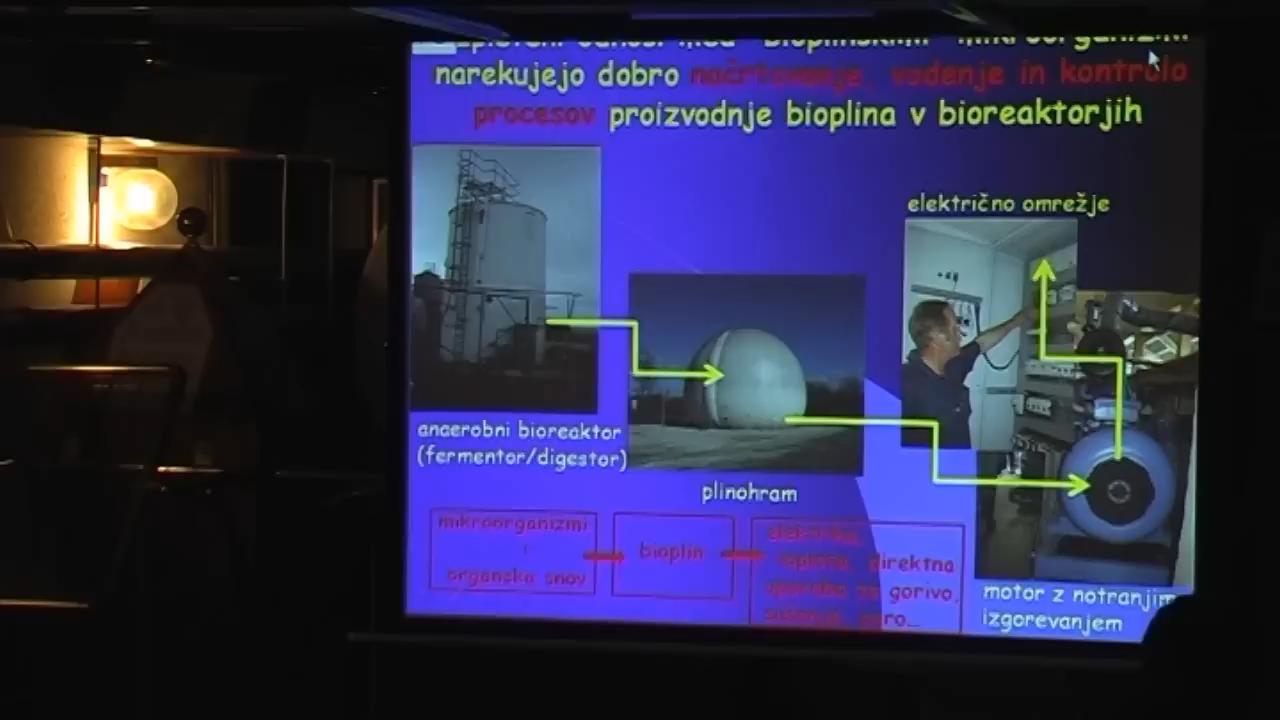 narekujejo dobro načrtovanje, vodenje in kontrolo
procesov proizvodnje bioplina v bioreaktorjih
električno omrežje
anaerobni bioreaktor
(fermentor/digestor)
plinohram
mikroorganizmi
organska snov
bioplin
elektrika,
toplota, direktna
uporaba za gorivo,
motor z notranjim
izgorevanjem